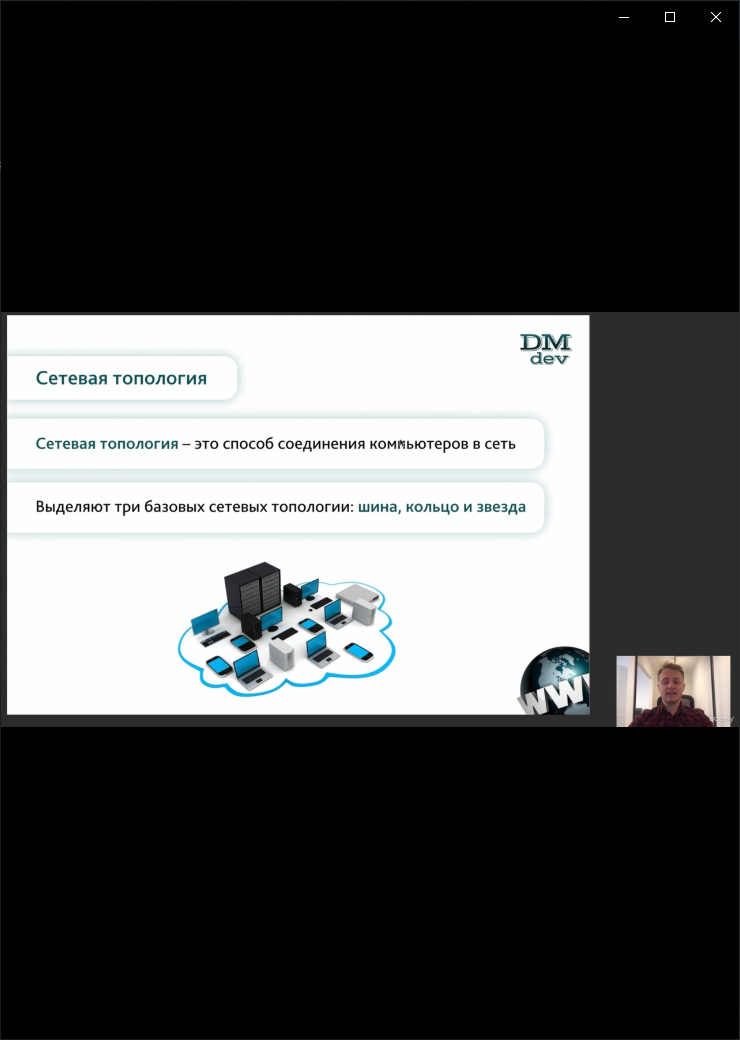 DM
dev
Сетевая топология
Сетевая топология – это способ соединения компьютеров в сеть
Выделяют три базовых сетевых топологии: шина, кольцо и звезда
WW